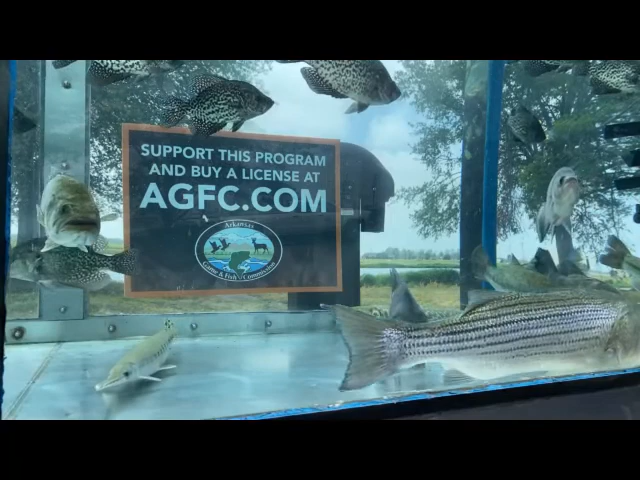 SUPPORT THIS PROGRAM
AND BUY A LICENSE AT
AGFC.COM
Arkansas
Game & Fish Commission